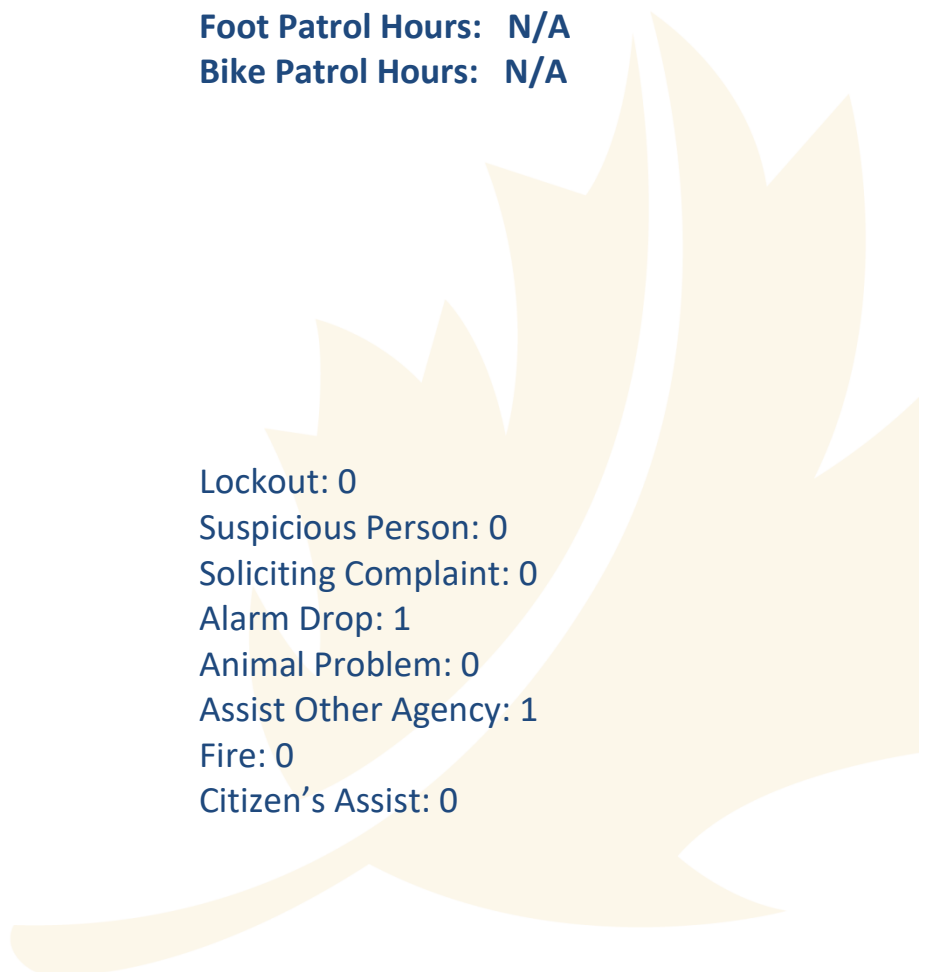 Foot Patrol Hours:   N/A
Bike Patrol Hours:   N/A
Lockout: 0
Suspicious Person: 0
Soliciting Complaint: 0
Alarm Drop: 1
Animal Problem: 0
Assist Other Agency: 1
Fire: 0
Citizen’s Assist: 0